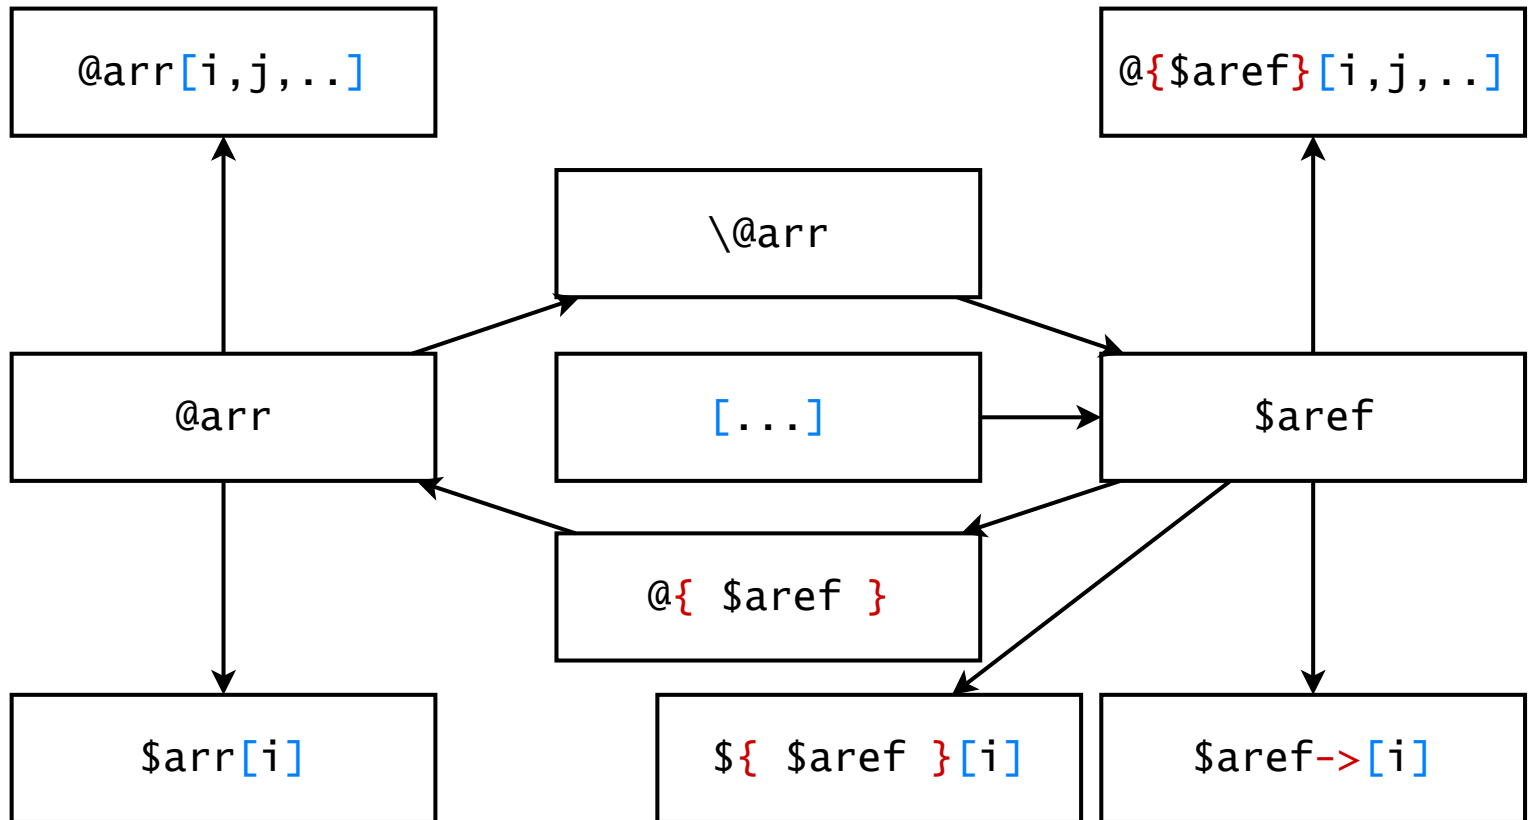 @arr[i,j,..]
@{$aref}[i,j,..]
\@arr
@arr
[...]
$aref
@{ $aref }
$arr[i]
${ $aref }[i]
$aref->[i]